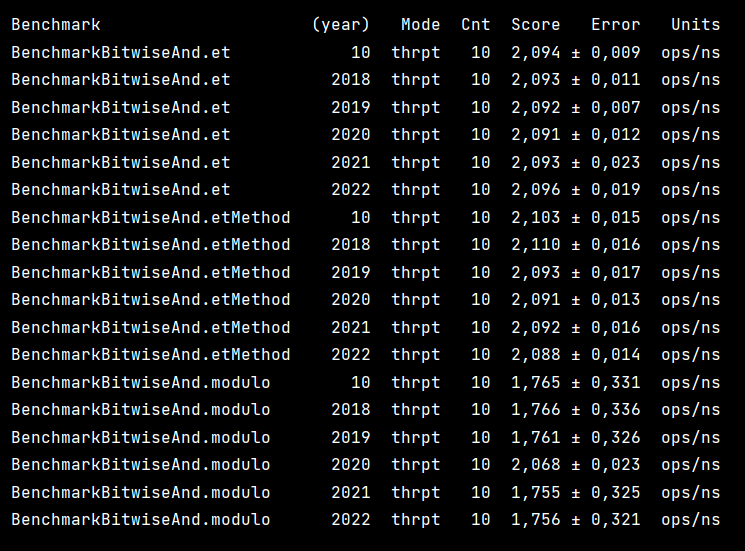 Benchmark                     (year)   Mode  Cnt  Score   Error   Units
BenchmarkBitwiseAnd.et            10  thrpt   10  2,094 ± 0,009  ops/ns
BenchmarkBitwiseAnd.et          2018  thrpt   10  2,093 ± 0,011  ops/ns
BenchmarkBitwiseAnd.et          2019  thrpt   10  2,092 ± 0,007  ops/ns
BenchmarkBitwiseAnd.et          2020  thrpt   10  2,091 ± 0,012  ops/ns
BenchmarkBitwiseAnd.et          2021  thrpt   10  2,093 ± 0,023  ops/ns
BenchmarkBitwiseAnd.et          2022  thrpt   10  2,096 ± 0,019  ops/ns
BenchmarkBitwiseAnd.etMethod      10  thrpt   10  2,103 ± 0,015  ops/ns
BenchmarkBitwiseAnd.etMethod    2018  thrpt   10  2,110 ± 0,016  ops/ns
BenchmarkBitwiseAnd.etMethod    2019  thrpt   10  2,093 ± 0,017  ops/ns
BenchmarkBitwiseAnd.etMethod    2020  thrpt   10  2,091 ± 0,013  ops/ns
BenchmarkBitwiseAnd.etMethod    2021  thrpt   10  2,092 ± 0,016  ops/ns
BenchmarkBitwiseAnd.etMethod    2022  thrpt   10  2,088 ± 0,014  ops/ns
BenchmarkBitwiseAnd.modulo        10  thrpt   10  1,765 ± 0,331  ops/ns
BenchmarkBitwiseAnd.modulo      2018  thrpt   10  1,766 ± 0,336  ops/ns
BenchmarkBitwiseAnd.modulo      2019  thrpt   10  1,761 ± 0,326  ops/ns
BenchmarkBitwiseAnd.modulo      2020  thrpt   10  2,068 ± 0,023  ops/ns
BenchmarkBitwiseAnd.modulo      2021  thrpt   10  1,755 ± 0,325  ops/ns
BenchmarkBitwiseAnd.modulo      2022  thrpt   10  1,756 ± 0,321  ops/ns